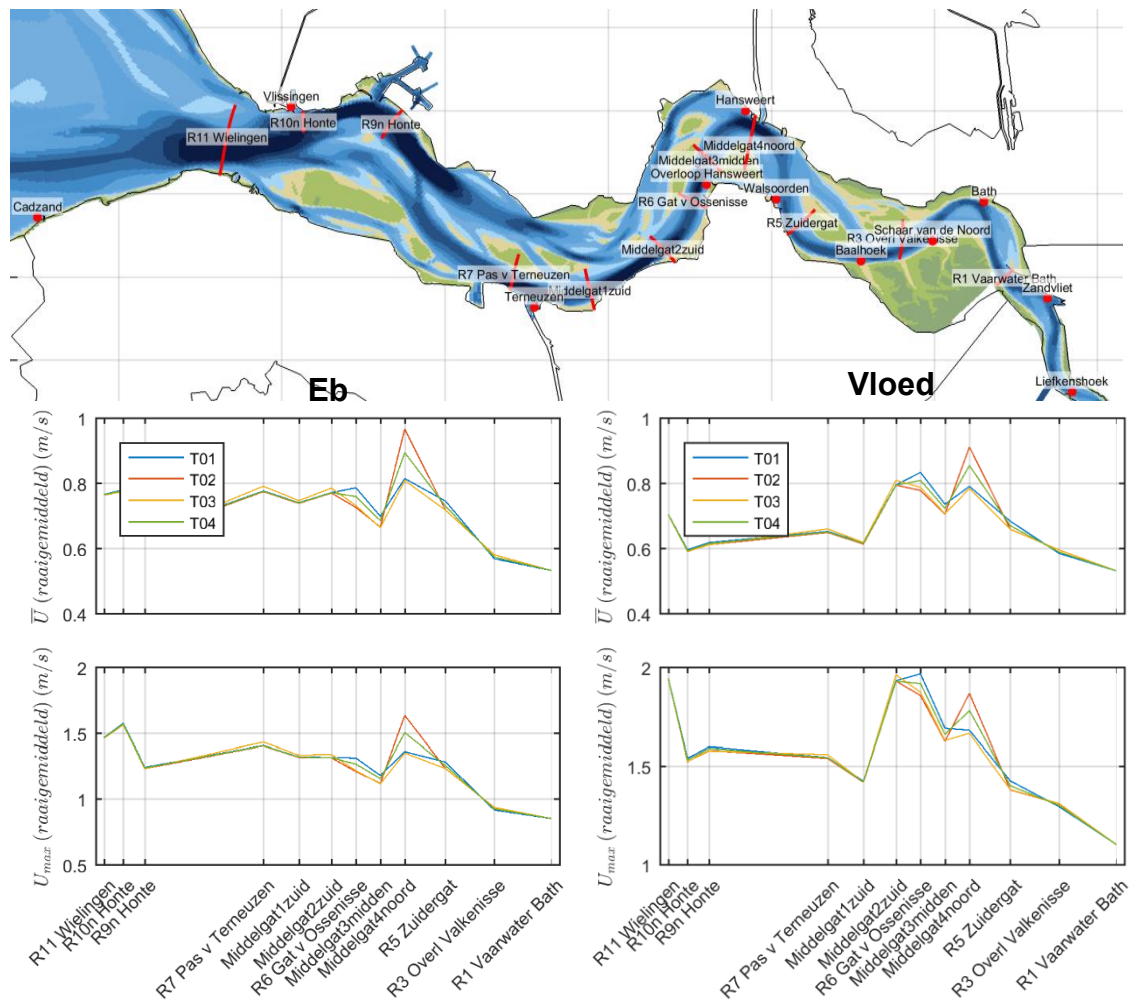 Vlissingen
R10n Honte
R9n Honte
R11 Wielingen
Cadzand
Hansweert
Middelgat4noord
Middelgat3midden
Overloop Hansweert
Walsoorden
R6 Gat v Ossenisse
Bath
R5 Zuidergat
Schaar van de Noord
R3 Overl Valkenisse
Baalhoek
Middelgat2zuid
R7 Pas v Terneuzen
Middelgat1zuid
Terneuzen
R1 Vaarwater Bath
Zandvliet
Liefkenshoek
Eb
Vloed
U̅ (raaigemiddeld) (m/s)
1
0.8
0.6
0.4
T01
T02
T03
T04
U̅ (raaigemiddeld) (m/s)
1
0.8
0.6
0.4
T01
T02
T03
T04
Umax (raaigemiddeld) (m/s)
2
1.5
1
0.5
R11 Wielingen
R10n Honte
R9n Honte
R7 Pas v Terneuzen
Middelgat1zuid
Middelgat2zuid
R6 Gat v Ossenisse
Middelgat3midden
Middelgat4noord
R5 Zuidergat
R3 Overl Valkenisse
R1 Vaarwater Bath
Umax (raaigemiddeld) (m/s)
2
1.5
1
R11 Wielingen
R10n Honte
R9n Honte
R7 Pas v Terneuzen
Middelgat1zuid
Middelgat2zuid
R6 Gat v Ossenisse
Middelgat3midden
Middelgat4noord
R5 Zuidergat
R3 Overl Valkenisse
R1 Vaarwater Bath